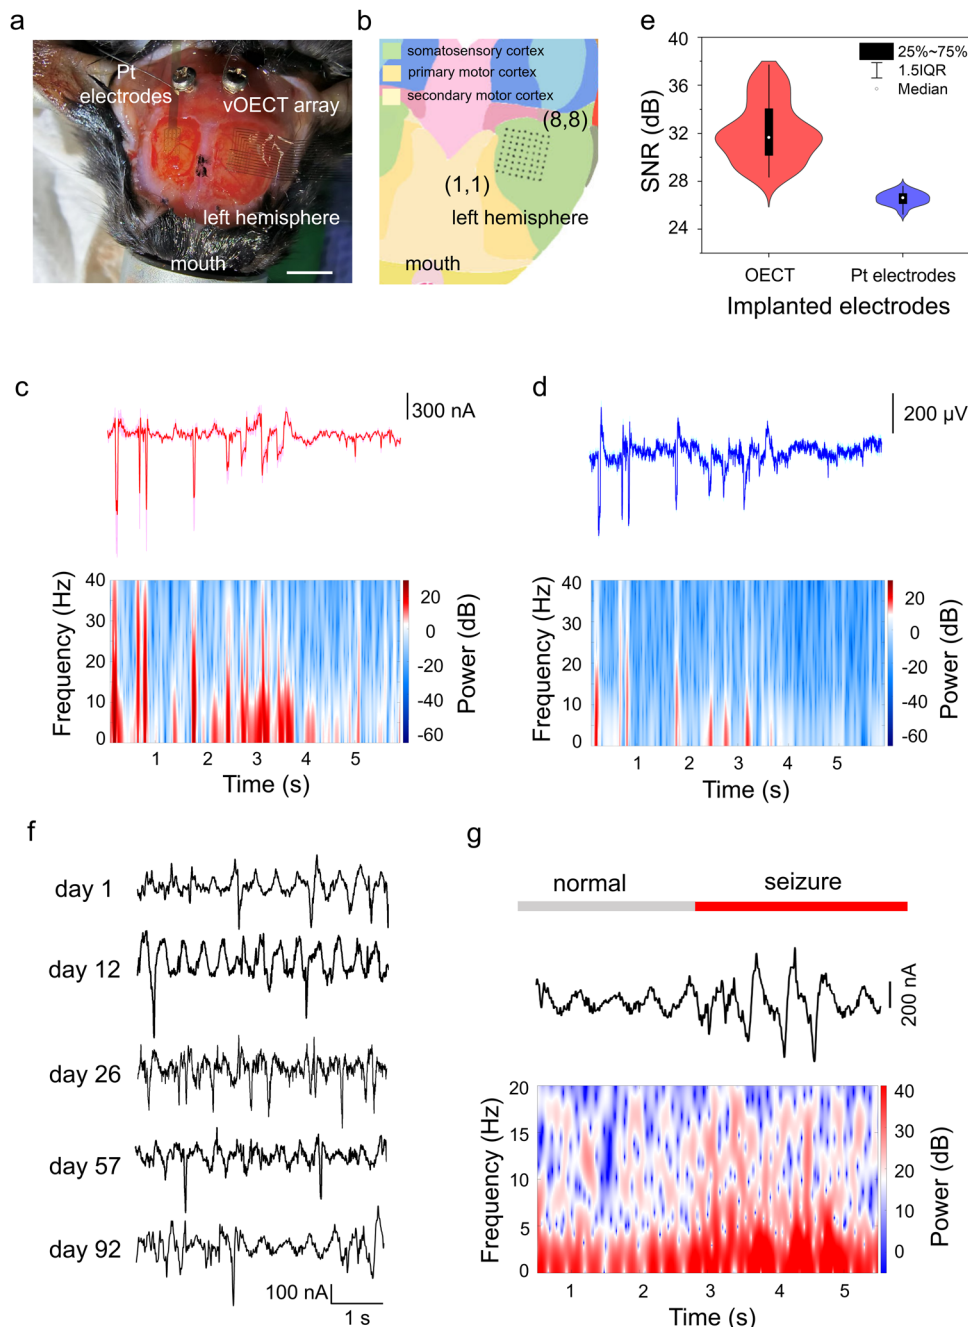 a
Pt
electrodes
vOECT array
left hemisphere
mouth
b
somatosensory cortex
primary motor cortex
secondary motor cortex
(8,8)
(1,1)
left hemisphere
mouth
e
40
36
32
28
24
SNR (dB)
25%~75%
1.5IQR
Median
OECT
Pt electrodes
Implanted electrodes
c
300 nA
40
30
20
10
0
Frequency (Hz)
1 2 3 4 5
Time (s)
20
0
-20
-40
-60
Power (dB)
d
200 µV
40
30
20
10
0
Frequency (Hz)
1 2 3 4 5
Time (s)
20
0
-20
-40
-60
Power (dB)
f
day 1
day 12
day 26
day 57
day 92
100 nA
1 s
g
normal
seizure
200 nA
20
15
10
5
0
Frequency (Hz)
1 2 3 4 5
Time (s)
40
30
20
10
0
Power (dB)